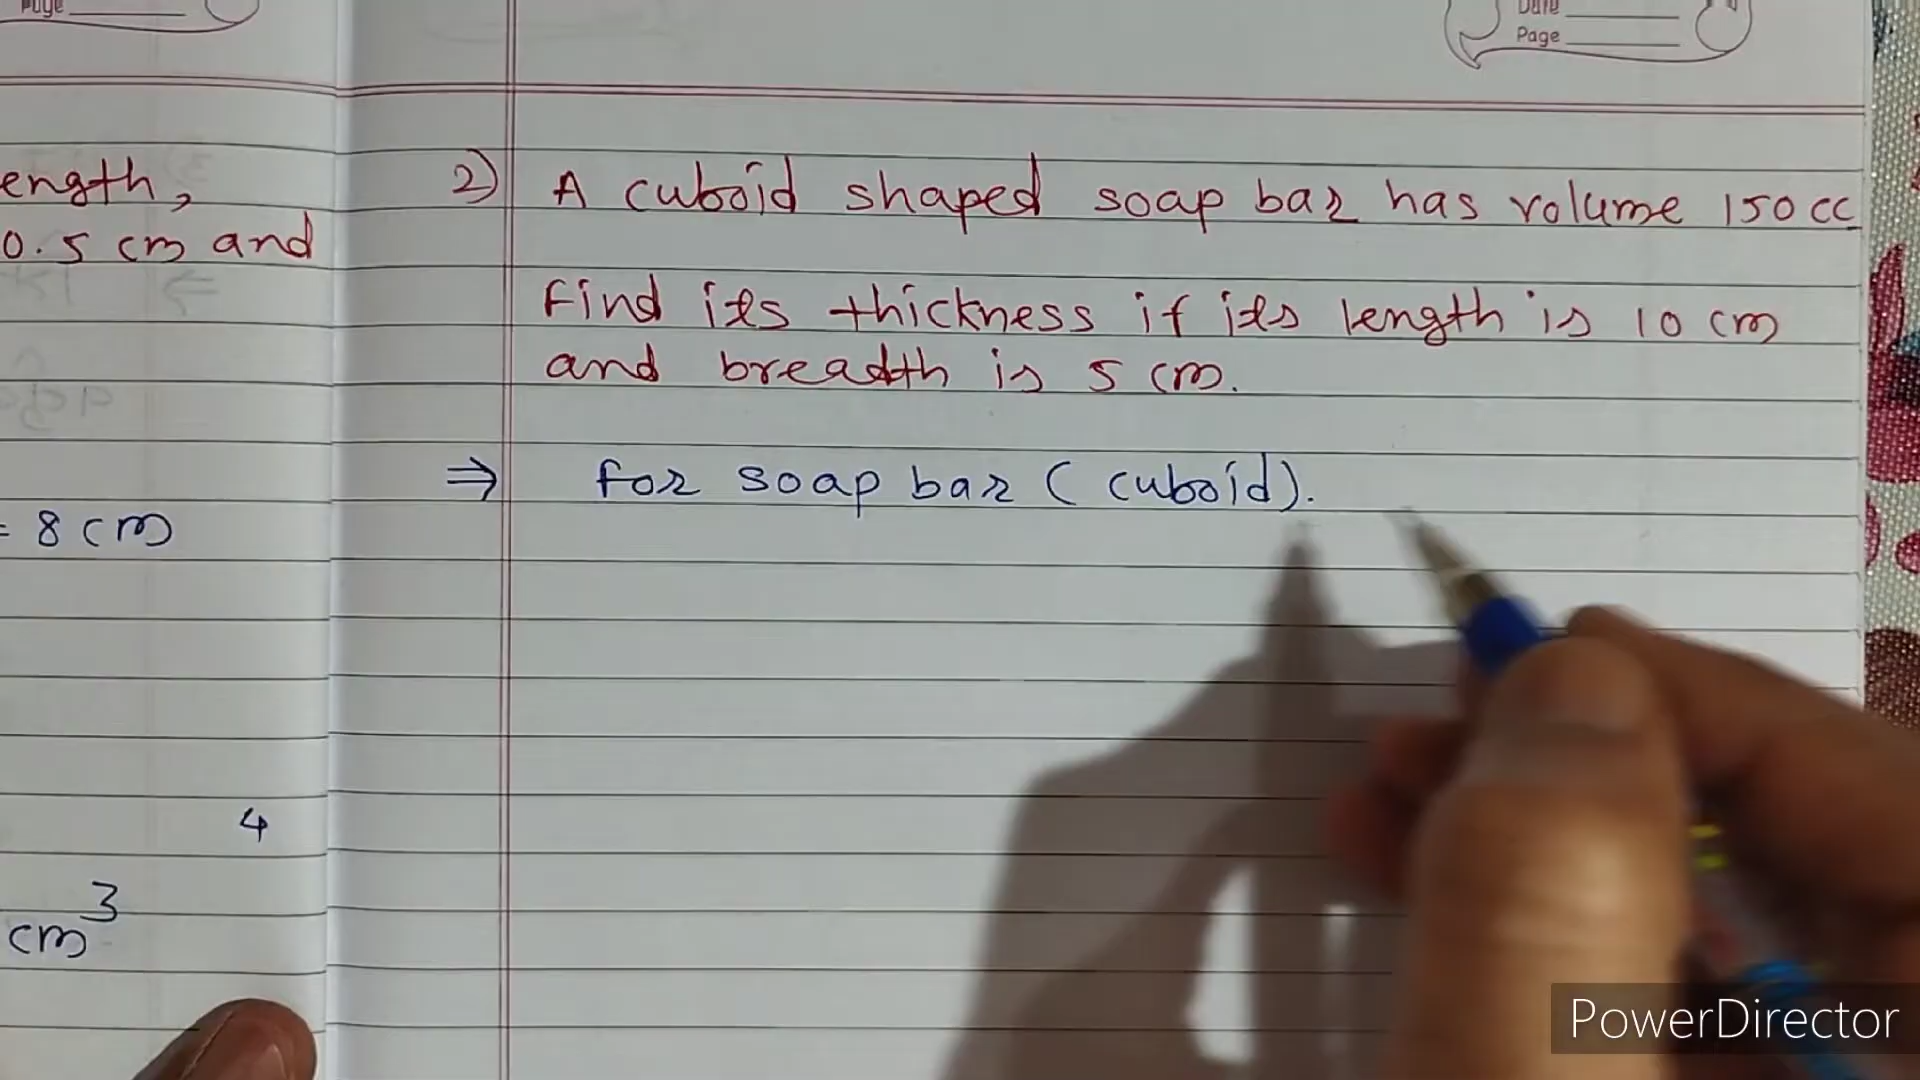 Page
Date
Page
ength,
0.5 cm and
= 8 cm
4
cm³
2) A cuboid shaped soap bar has volume 150cc
Find its thickness if its length is 10 cm
and breadth is 5 cm.
⇒ for soap bar ( cuboid).
PowerDirector